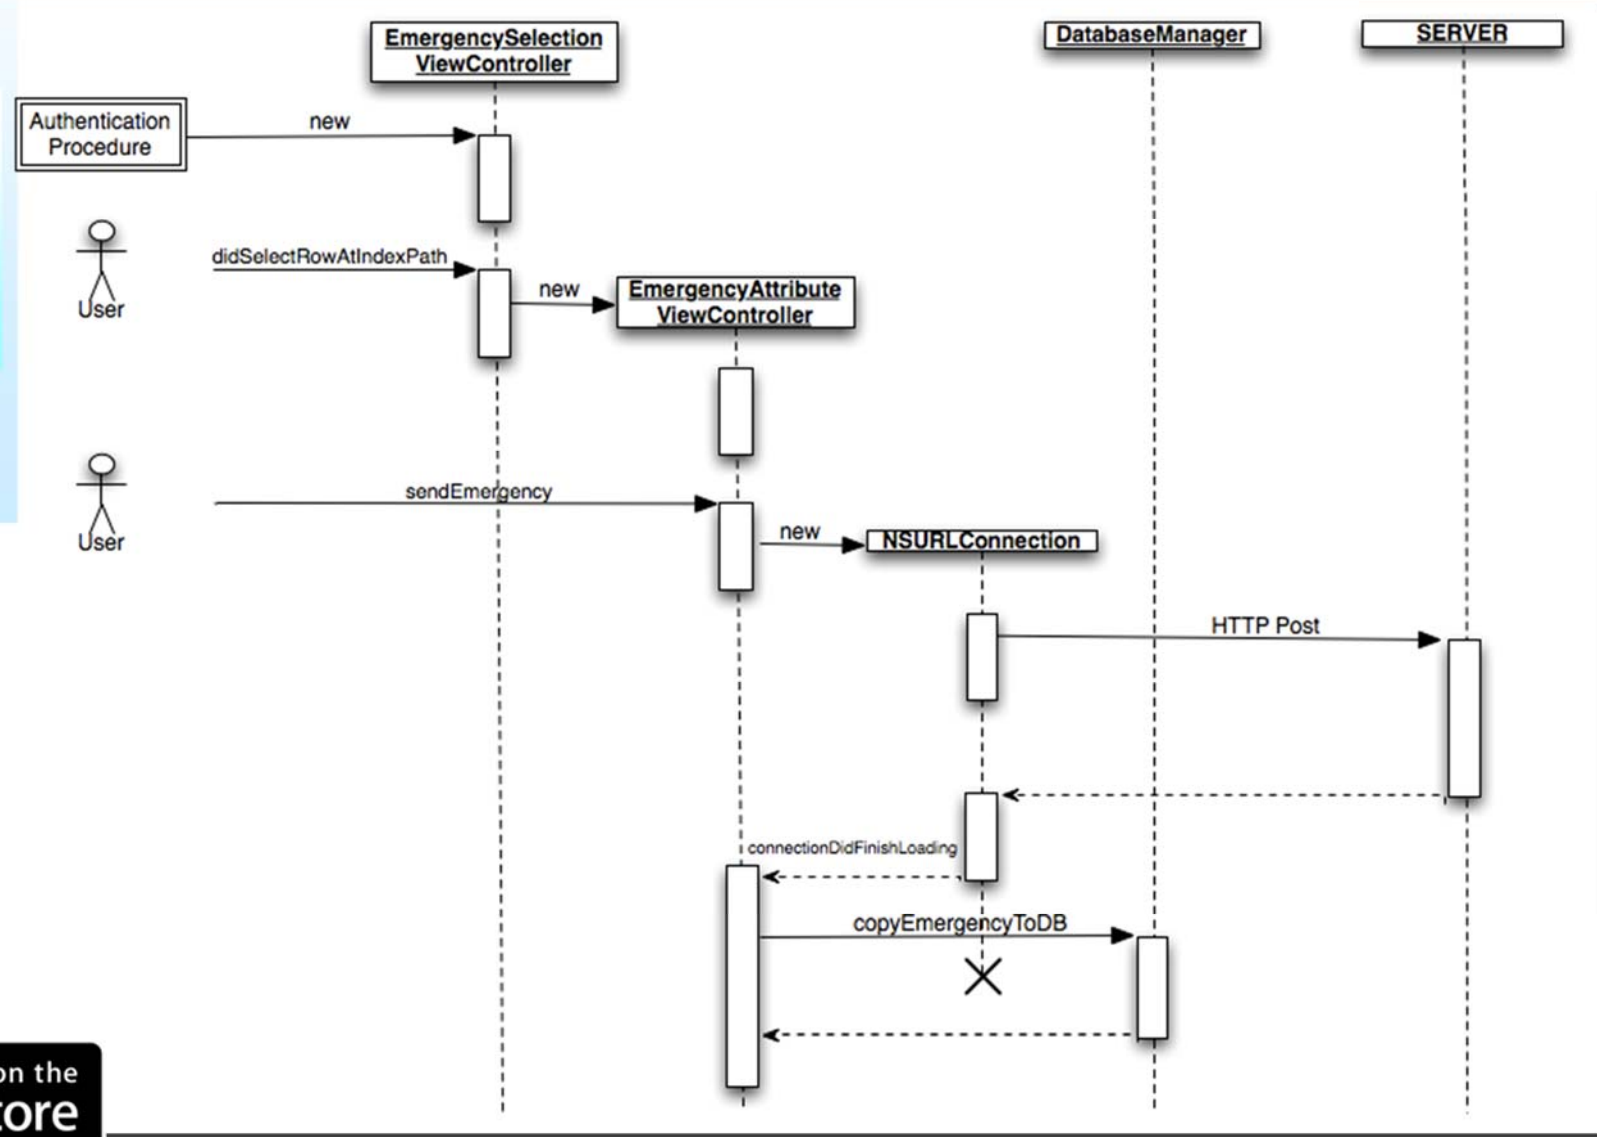 EmergencySelection
ViewController
DatabaseManager
SERVER
Authentication
Procedure
new
didSelectRowAtIndexPath
User
new
EmergencyAttribute
ViewController
sendEmergency
User
new
NSURLConnection
HTTP Post
connectionDidFinishLoading
copyEmergencyToDB
on the
tore